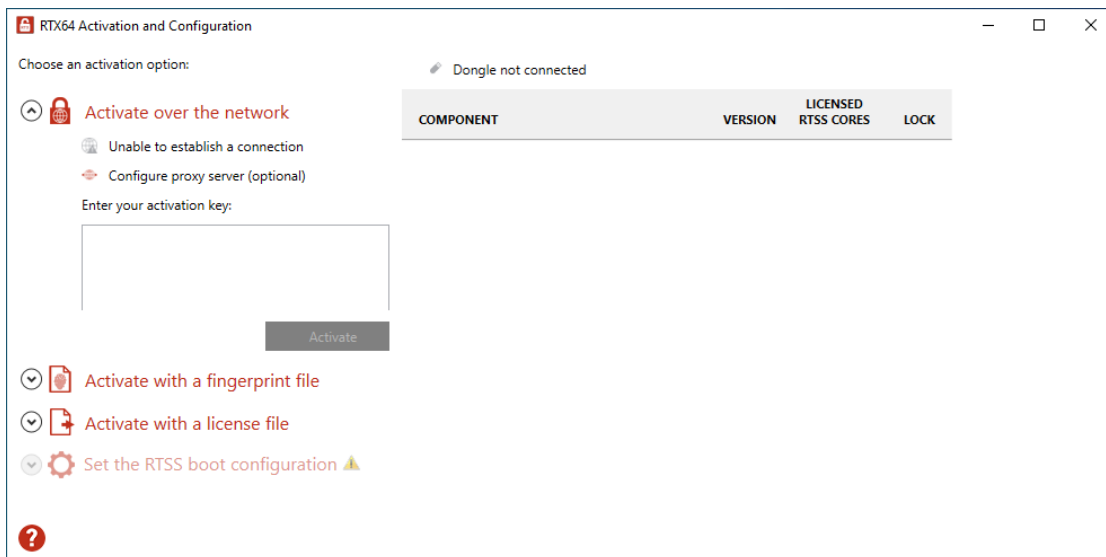 RTX64 Activation and Configuration
Choose an activation option:
Activate over the network
Unable to establish a connection
Configure proxy server (optional)
Enter your activation key:
Activate
Activate with a fingerprint file
Activate with a license file
Set the RTSS boot configuration
?
Dongle not connected
COMPONENT VERSION LICENSED RTSS CORES LOCK